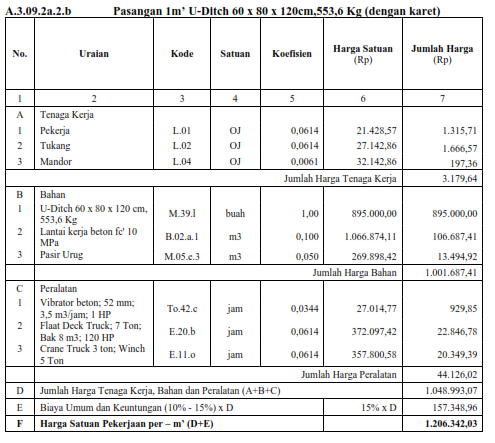 A.3.09.2a.2.b Pasangan 1m’ U-Ditch 60 x 80 x 120cm,553,6 Kg (dengan karet)
No. Uraian Kode Satuan Koefisien Harga Satuan (Rp) Jumlah Harga (Rp)
1 2 3 4 5 6 7
A Tenaga Kerja
1 Pekerja L.01 OJ 0,0614 21.428,57 1.315,71
2 Tukang L.02 OJ 0,0614 27.142,86 1.666,57
3 Mandor L.04 OJ 0,0061 32.142,86 197,36
Jumlah Harga Tenaga Kerja 3.179,64
B Bahan
1 U-Ditch 60 x 80 x 120 cm, 553,6 Kg M.39.l buah 1,00 895.000,00 895.000,00
2 Lantai kerja beton fc' 10 MPa B.02.a.1 m3 0,100 1.066.874,11 106.687,41
3 Pasir Urug M.05.e.3 m3 0,050 269.898,42 13.494,92
Jumlah Harga Bahan 1.001.687,41
C Peralatan
1 Vibrator beton; 52 mm; 3,5 m3/jam; 1 HP To.42.c jam 0,0344 27.014,77 929,85
2 Flaat Deck Truck; 7 Ton; Bak 8 m3; 120 HP E.20.b jam 0,0614 372.097,42 22.846,78
3 Crane Truck 3 ton; Winch 5 Ton E.11.o jam 0,0614 357.800,58 20.349,39
Jumlah Harga Peralatan 44.126,02
D Jumlah Harga Tenaga Kerja, Bahan dan Peralatan (A+B+C) 1.048.993,07
E Biaya Umum dan Keuntungan (10% - 15%) x D 15% x D 157.348,96
F Harga Satuan Pekerjaan per – m’ (D+E) 1.206.342,03